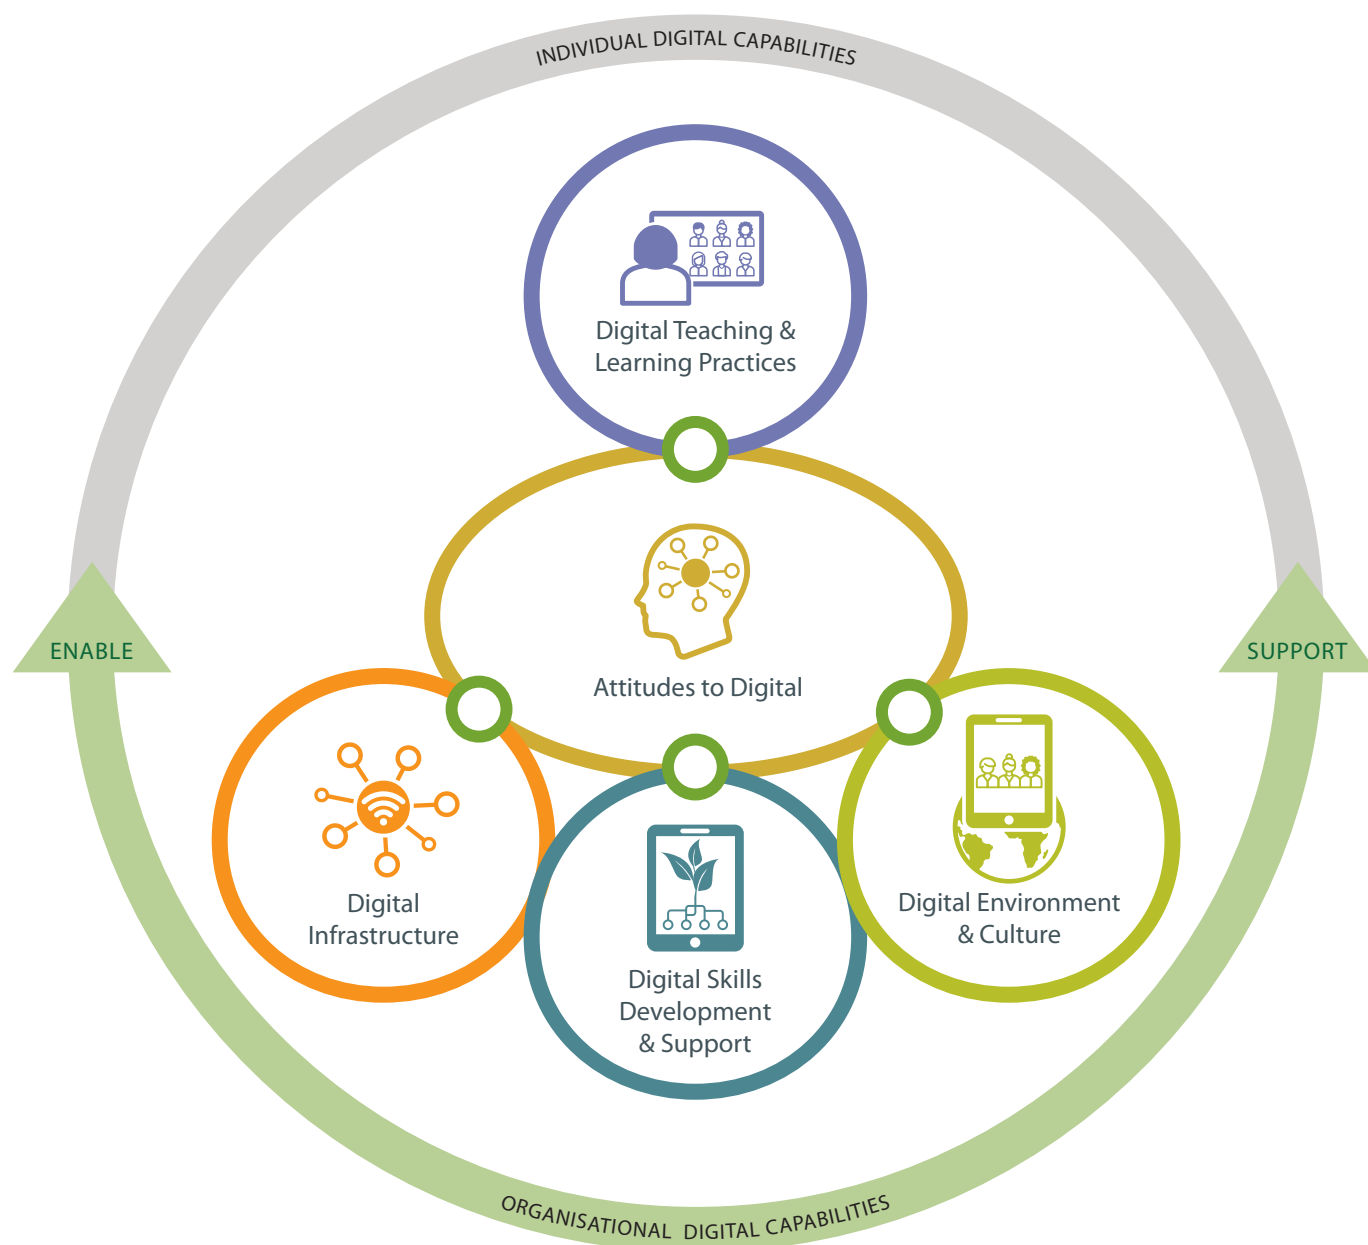 INDIVIDUAL DIGITAL CAPABILITIES
Digital Teaching &
Learning Practices
ENABLE
SUPPORT
Attitudes to Digital
Digital
Infrastructure
Digital Environment
& Culture
Digital Skills
Development
& Support
ORGANISATIONAL DIGITAL CAPABILITIES